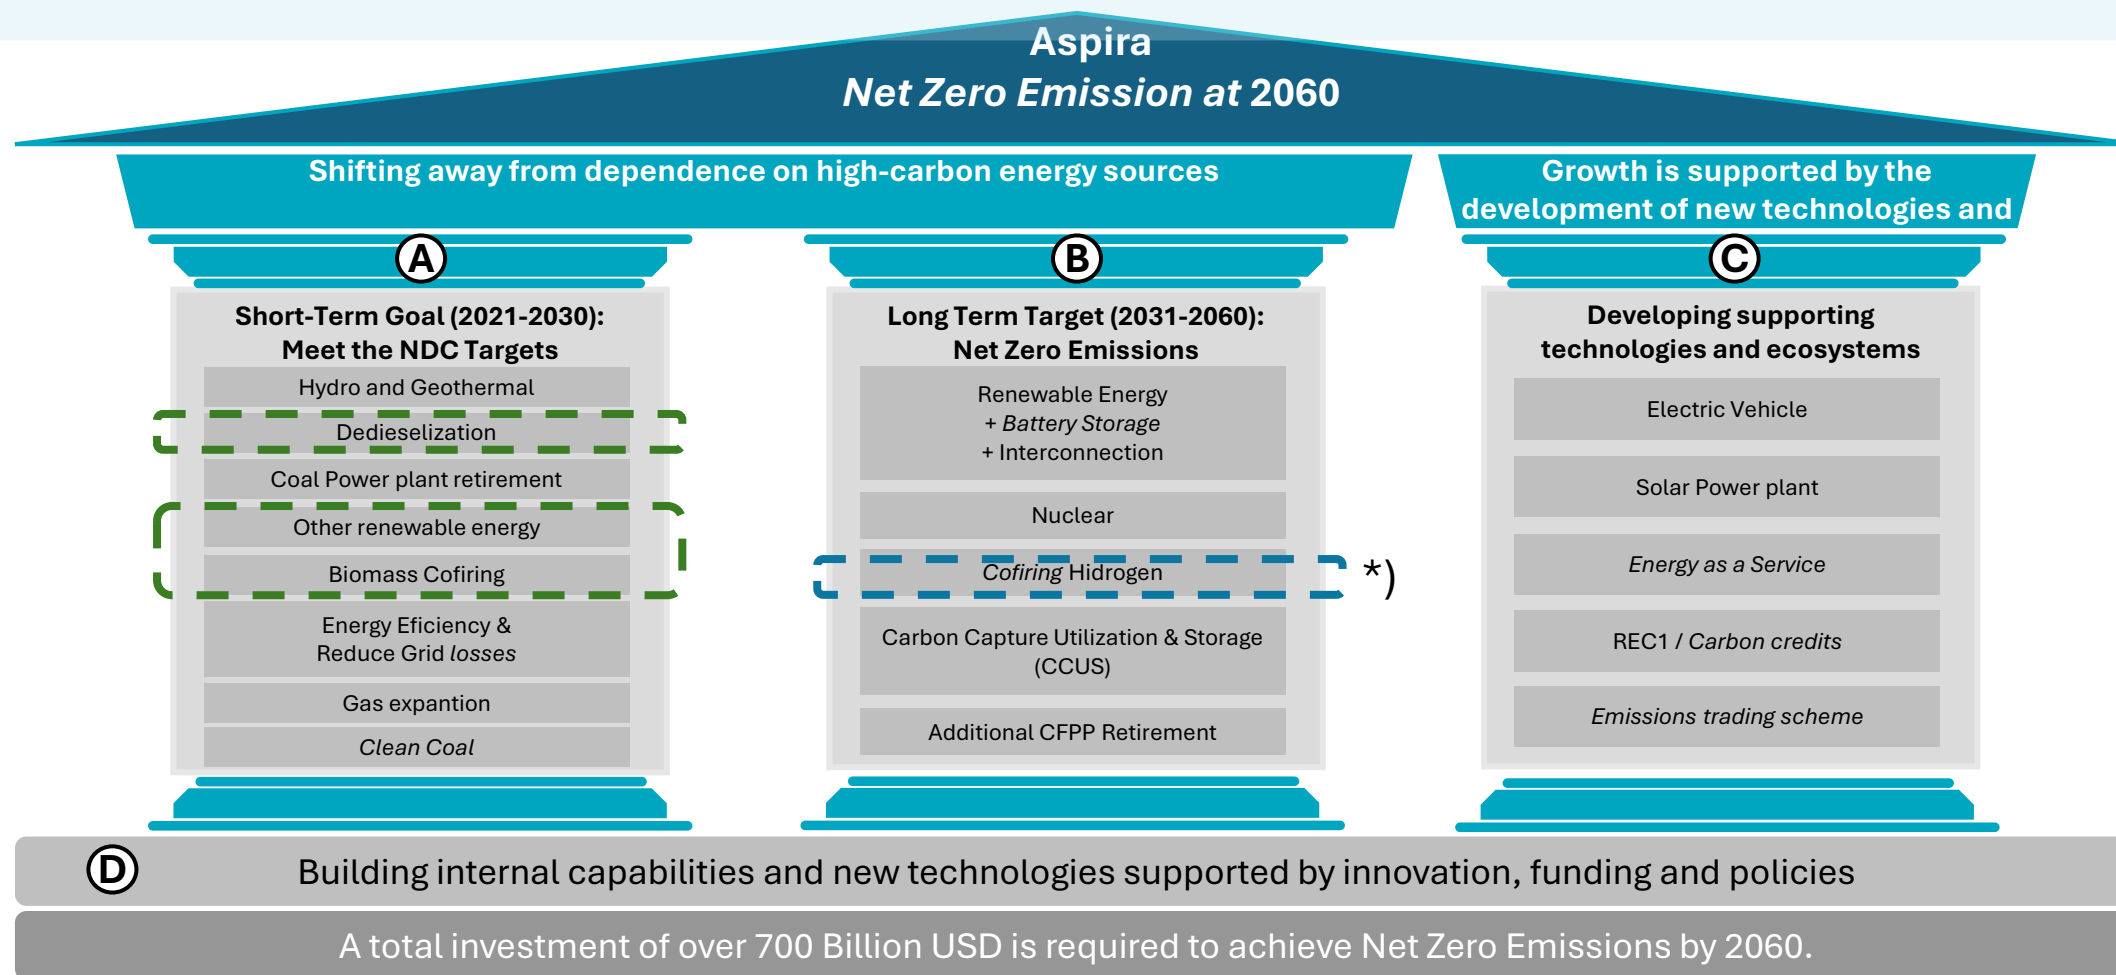 Aspira
Net Zero Emission at 2060
Shifting away from dependence on high-carbon energy sources
Growth is supported by the
development of new technologies and
A
Short-Term Goal (2021-2030):
Meet the NDC Targets
Hydro and Geothermal
Dedieselization
Coal Power plant retirement
Other renewable energy
Biomass Cofiring
Energy Eficiency &
Reduce Grid losses
Gas expantion
Clean Coal
B
Long Term Target (2031-2060):
Net Zero Emissions
Renewable Energy
+ Battery Storage
+ Interconnection
Nuclear
Cofiring Hidrogen
*)
Carbon Capture Utilization & Storage
(CCUS)
Additional CFPP Retirement
C
Developing supporting
technologies and ecosystems
Electric Vehicle
Solar Power plant
Energy as a Service
REC1 / Carbon credits
Emissions trading scheme
D
Building internal capabilities and new technologies supported by innovation, funding and policies
A total investment of over 700 Billion USD is required to achieve Net Zero Emissions by 2060.